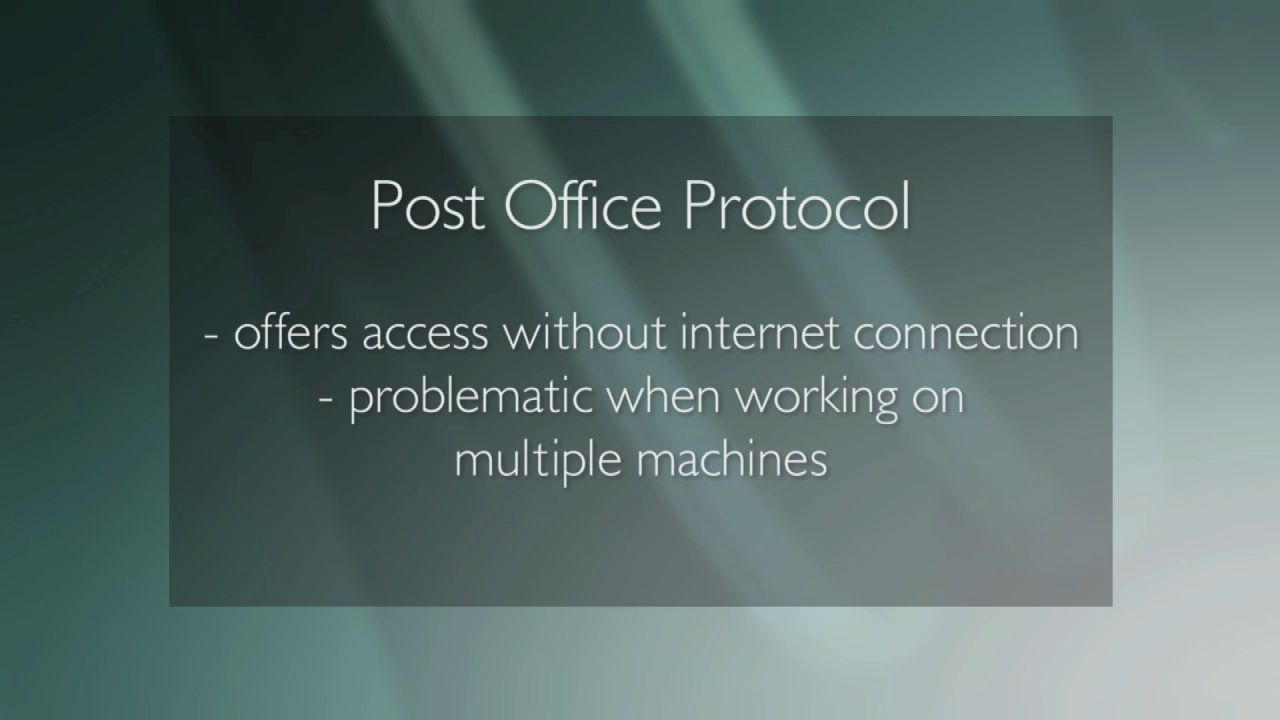 Post Office Protocol
- offers access without internet connection
- problematic when working on
multiple machines